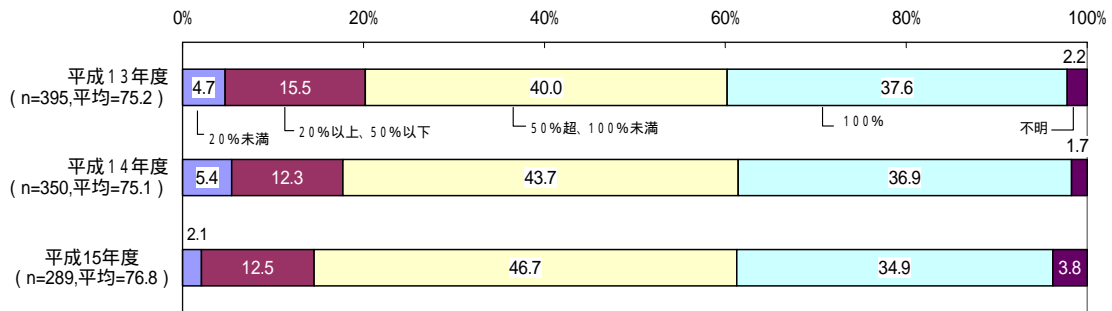 0% 20% 40% 60% 80% 100%
平成13年度
(n=395,平均=75.2)
4.7 15.5 40.0 37.6 2.2
20%未満 20%以上、50%以下 50%超、100%未満 100% 不明
平成14年度
(n=350,平均=75.1)
5.4 12.3 43.7 36.9 1.7
平成15年度
(n=289,平均=76.8)
2.1 12.5 46.7 34.9 3.8